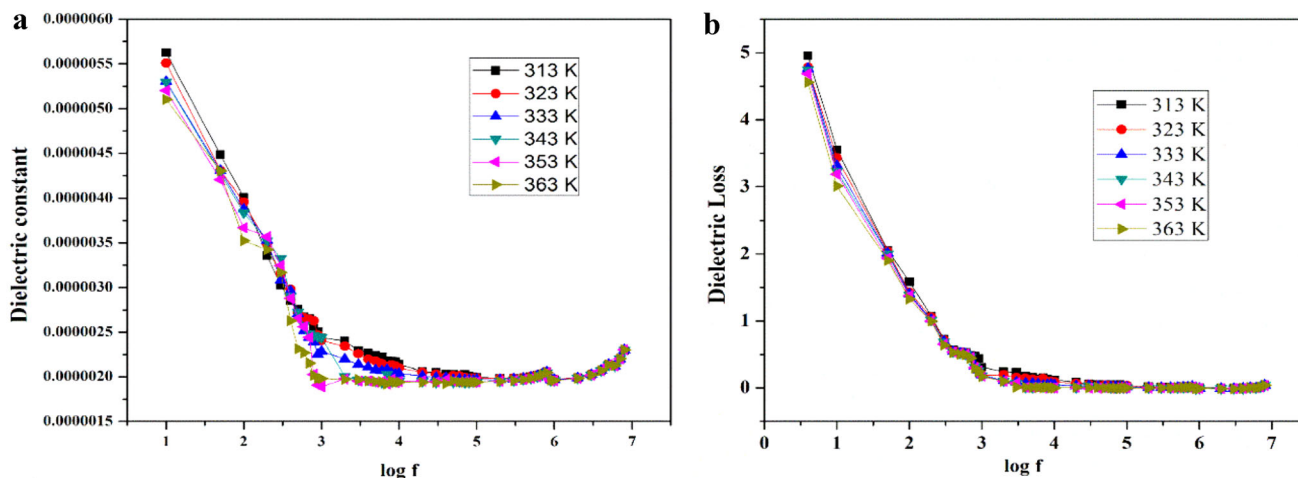 a
0.0000060
0.0000055
0.0000050
0.0000045
0.0000040
0.0000035
0.0000030
0.0000025
0.0000020
0.0000015
Dielectric constant
1 2 3 4 5 6 7
log f
313 K
323 K
333 K
343 K
353 K
363 K
b
5
4
3
2
1
0
Dielectric Loss
0 1 2 3 4 5 6 7
log f
313 K
323 K
333 K
343 K
353 K
363 K